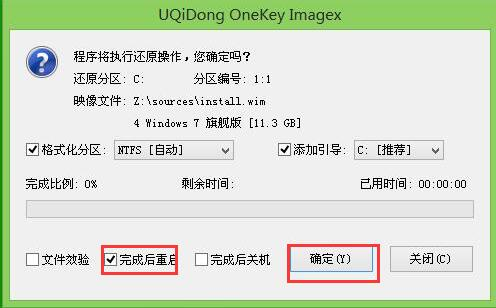 UQiDong OneKey Imagex
程序将执行还原操作，您确定吗？
还原分区: C: 分区编号: 1:1
映像文件: Z:\sources\install.wim
4 Windows 7 旗舰版 [11.3 GB]
格式化分区: NTFS [自动] 添加引导: C: [推荐]
完成比例: 0% 剩余时间: 已用时间: 00:00:00
文件效验 完成后重启 完成后关机 确定(Y) 关闭(C)